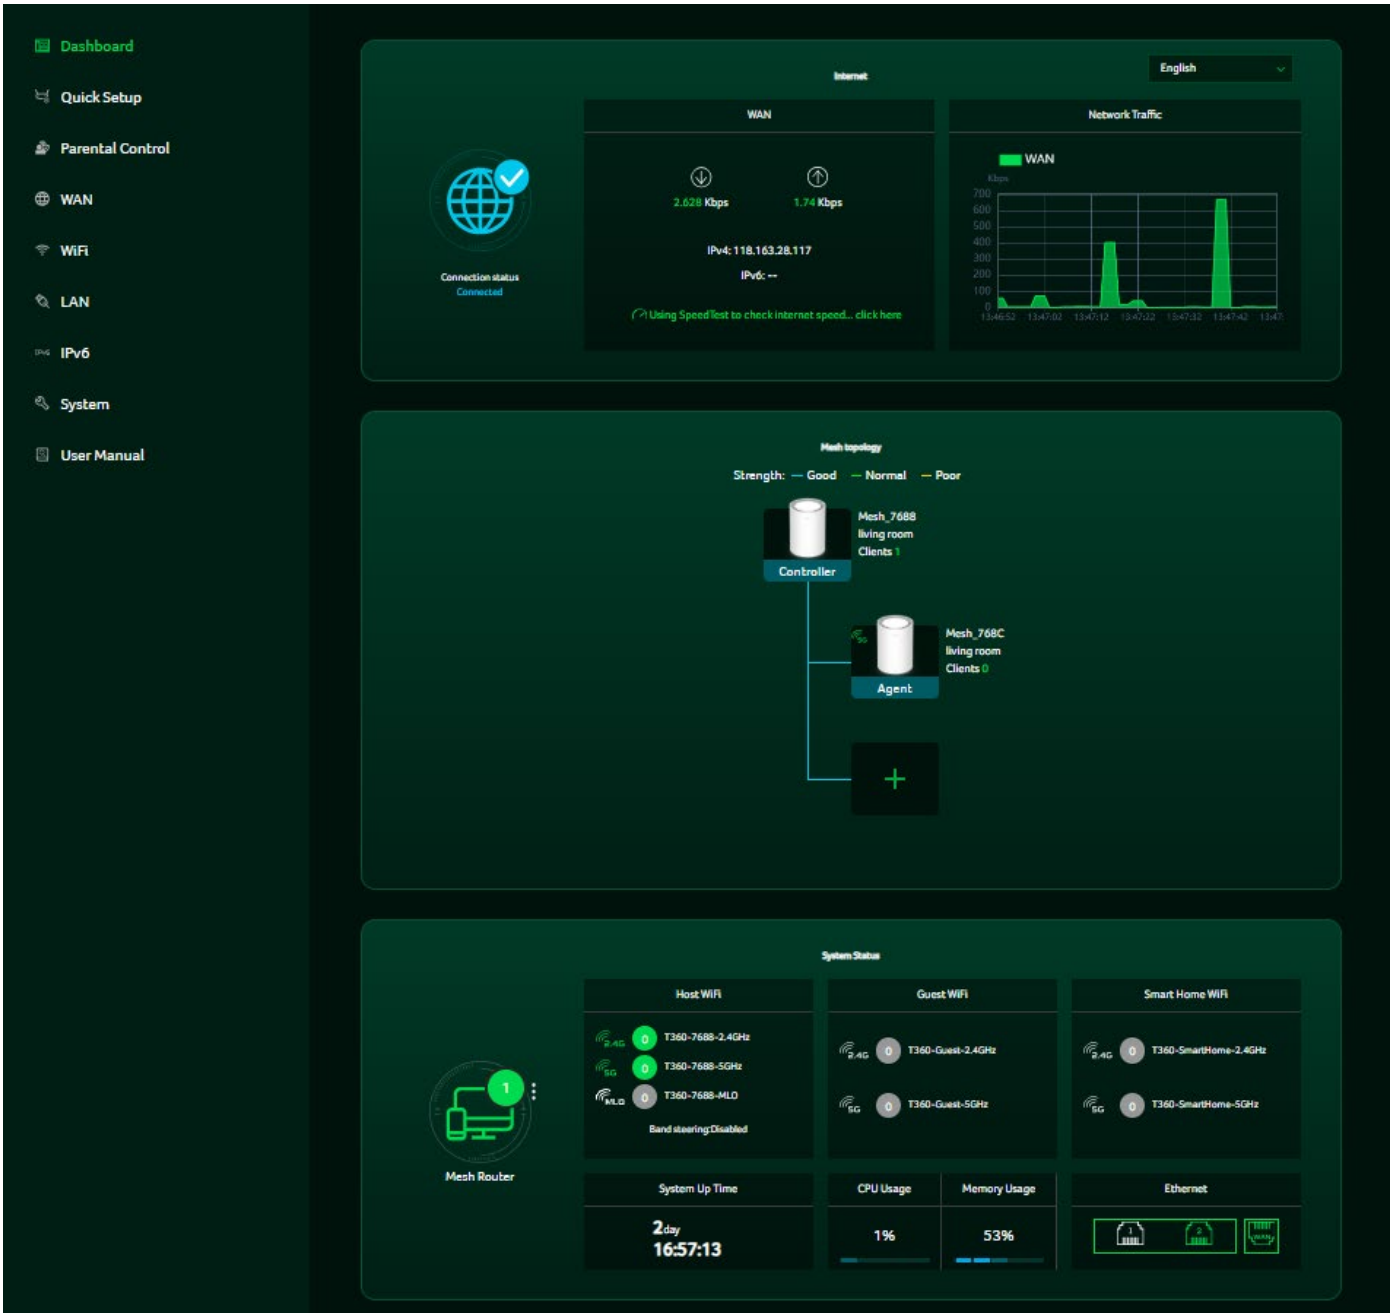 Dashboard
Quick Setup
Parental Control
WAN
WiFi
LAN
IPv6
IPv6
System
User Manual
Internet
English
WAN
2.628 Kbps
1.74 Kbps
IPv4: 118.163.28.117
IPv6: --
Using SpeedTest to check internet speed... click here
Connection status
Connected
Network Traffic
WAN
Kbps
700
600
500
400
300
200
100
0
13:46:52 13:47:02 13:47:12 13:47:22 13:47:32 13:47:42 13:47:
Mesh topology
Strength: Good Normal Poor
Mesh_7688
living room
Clients 1
Controller
5G
Mesh_768C
living room
Clients 0
Agent
+
System Status
1
Mesh Router
Host WiFi
2.4G 0 T360-7688-2.4GHz
5G 0 T360-7688-5GHz
MLO 0 T360-7688-MLO
Band steering:Disabled
Guest WiFi
2.4G 0 T360-Guest-2.4GHz
5G 0 T360-Guest-5GHz
Smart Home WiFi
2.4G 0 T360-SmartHome-2.4GHz
5G 0 T360-SmartHome-5GHz
System Up Time
2day
16:57:13
CPU Usage
1%
Memory Usage
53%
Ethernet
1 2 WAN